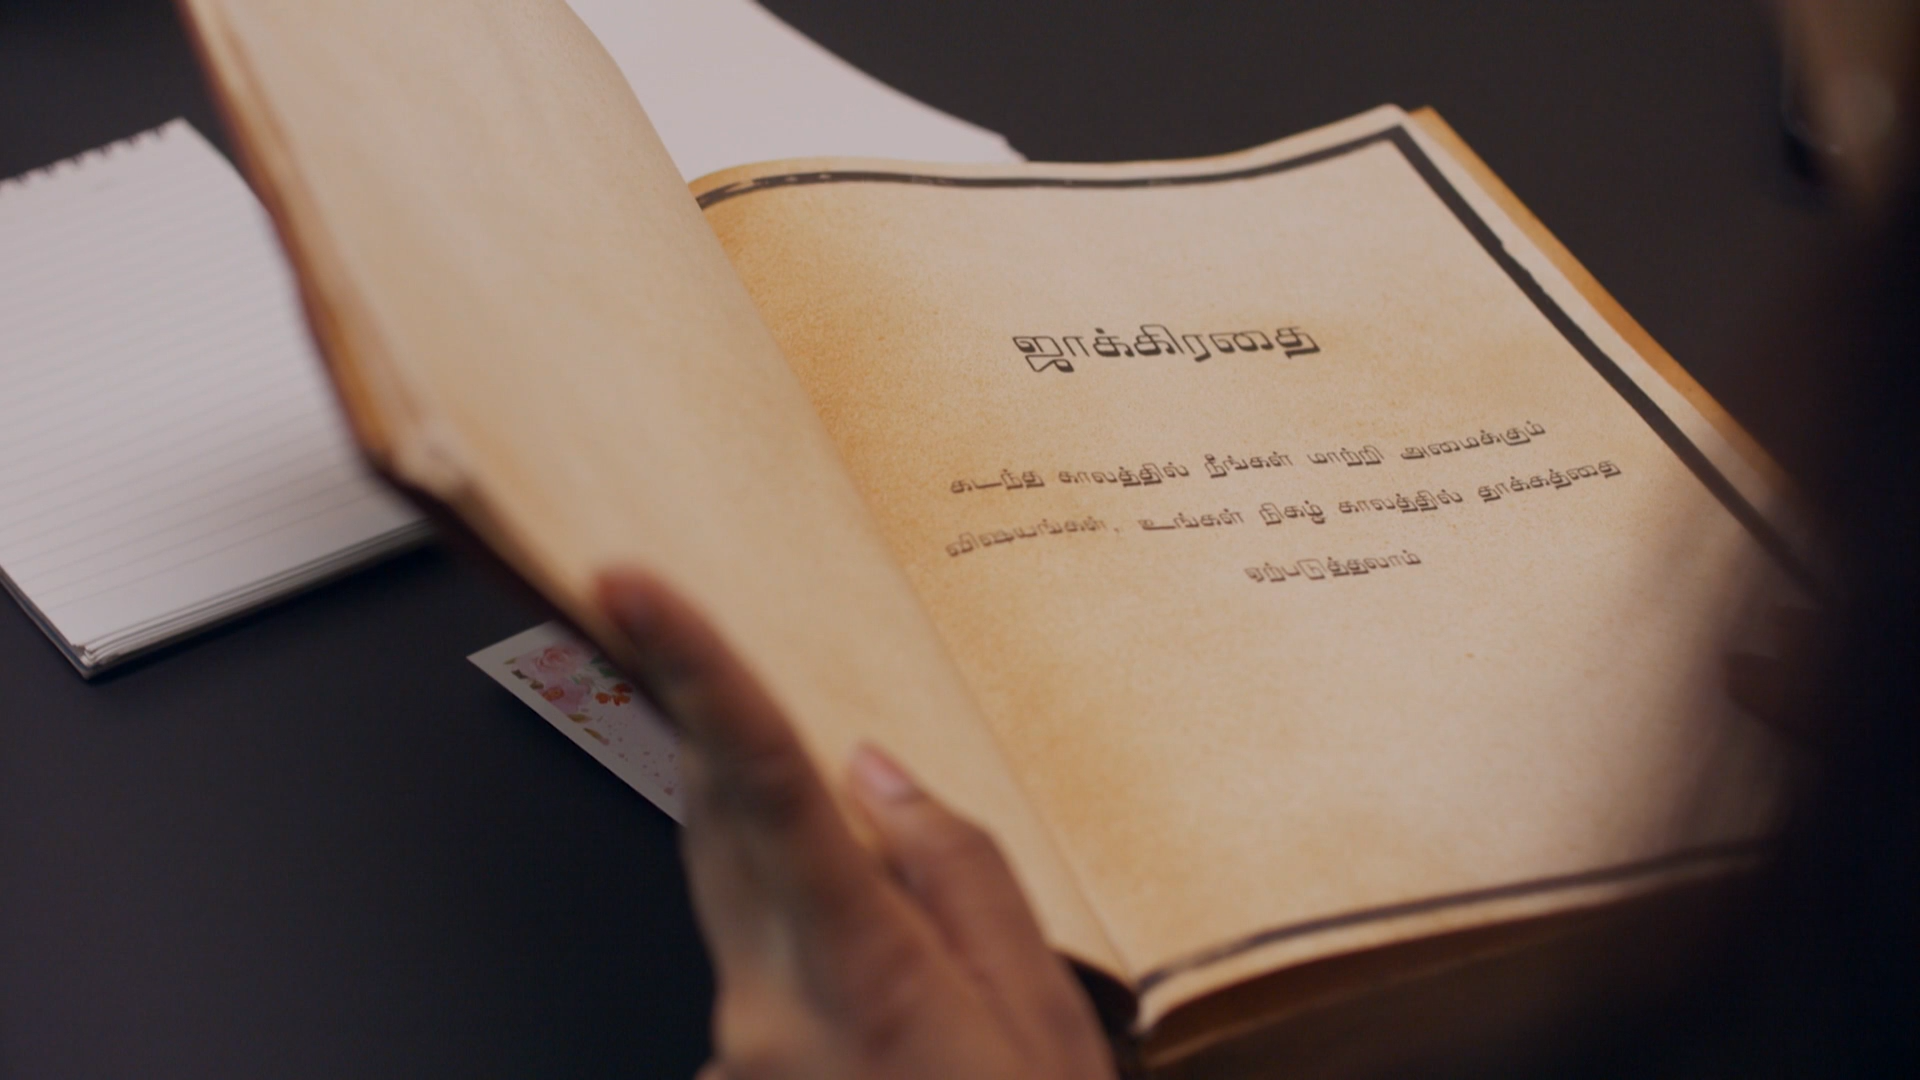 ஜாக்கிரதை
கடந்த காலத்தில் நீங்கள் மாற்றி அமைக்கும்
விஷயங்கள், உங்கள் நிகழ் காலத்தில் தாக்கத்தை
ஏற்படுத்தலாம்